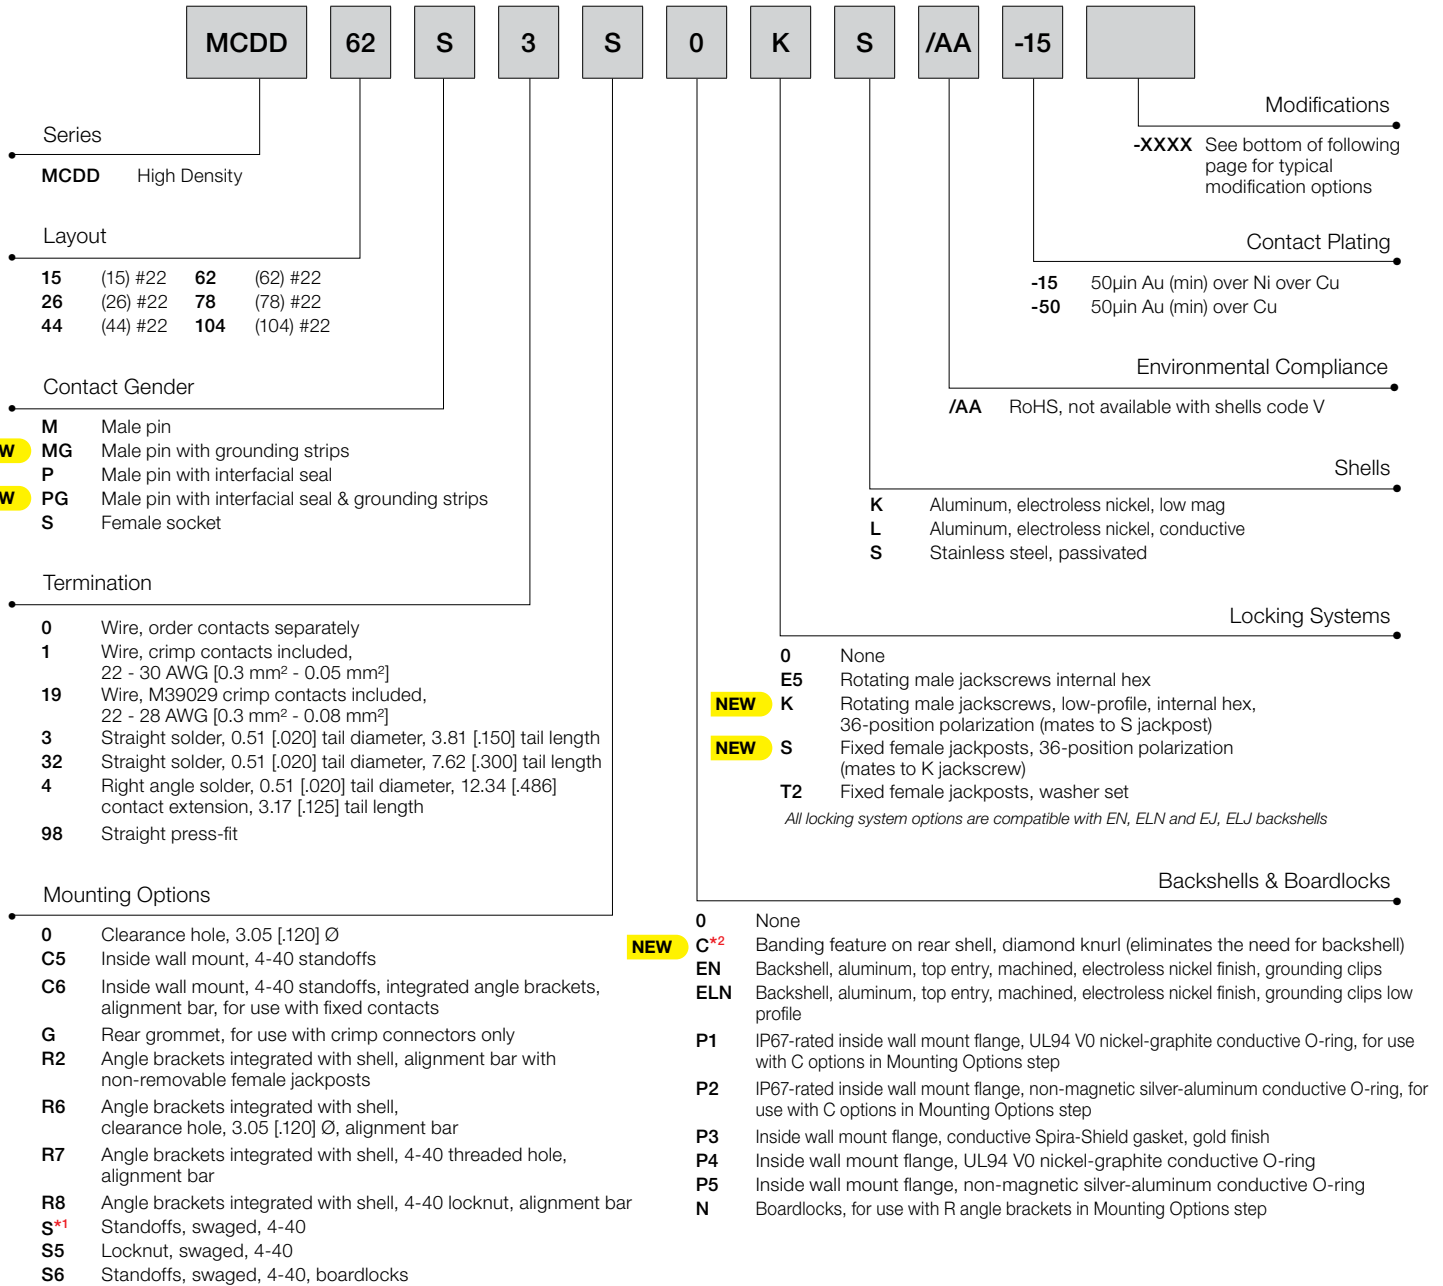 MCDD 62 S 3 S 0 K S /AA -15
Series
MCDD High Density
Layout
15 (15) #22 62 (62) #22
26 (26) #22 78 (78) #22
44 (44) #22 104 (104) #22
Contact Gender
M Male pin
W MG Male pin with grounding strips
P Male pin with interfacial seal
W PG Male pin with interfacial seal & grounding strips
S Female socket
Termination
0 Wire, order contacts separately
1 Wire, crimp contacts included,
22 - 30 AWG [0.3 mm² - 0.05 mm²]
19 Wire, M39029 crimp contacts included,
22 - 28 AWG [0.3 mm² - 0.08 mm²]
3 Straight solder, 0.51 [.020] tail diameter, 3.81 [.150] tail length
32 Straight solder, 0.51 [.020] tail diameter, 7.62 [.300] tail length
4 Right angle solder, 0.51 [.020] tail diameter, 12.34 [.486]
contact extension, 3.17 [.125] tail length
98 Straight press-fit
Mounting Options
0 Clearance hole, 3.05 [.120] Ø
C5 Inside wall mount, 4-40 standoffs
C6 Inside wall mount, 4-40 standoffs, integrated angle brackets,
alignment bar, for use with fixed contacts
G Rear grommet, for use with crimp connectors only
R2 Angle brackets integrated with shell, alignment bar with
non-removable female jackposts
R6 Angle brackets integrated with shell,
clearance hole, 3.05 [.120] Ø, alignment bar
R7 Angle brackets integrated with shell, 4-40 threaded hole,
alignment bar
R8 Angle brackets integrated with shell, 4-40 locknut, alignment bar
S*1 Standoffs, swaged, 4-40
S5 Locknut, swaged, 4-40
S6 Standoffs, swaged, 4-40, boardlocks
Modifications
-XXXX See bottom of following
page for typical
modification options
Contact Plating
-15 50µin Au (min) over Ni over Cu
-50 50µin Au (min) over Cu
Environmental Compliance
/AA RoHS, not available with shells code V
Shells
K Aluminum, electroless nickel, low mag
L Aluminum, electroless nickel, conductive
S Stainless steel, passivated
Locking Systems
0 None
E5 Rotating male jackscrews internal hex
NEW K Rotating male jackscrews, low-profile, internal hex,
36-position polarization (mates to S jackpost)
NEW S Fixed female jackposts, 36-position polarization
(mates to K jackscrew)
T2 Fixed female jackposts, washer set
All locking system options are compatible with EN, ELN and EJ, ELJ backshells
Backshells & Boardlocks
0 None
NEW C*2 Banding feature on rear shell, diamond knurl (eliminates the need for backshell)
EN Backshell, aluminum, top entry, machined, electroless nickel finish, grounding clips
ELN Backshell, aluminum, top entry, machined, electroless nickel finish, grounding clips low
profile
P1 IP67-rated inside wall mount flange, UL94 V0 nickel-graphite conductive O-ring, for use
with C options in Mounting Options step
P2 IP67-rated inside wall mount flange, non-magnetic silver-aluminum conductive O-ring, for
use with C options in Mounting Options step
P3 Inside wall mount flange, conductive Spira-Shield gasket, gold finish
P4 Inside wall mount flange, UL94 V0 nickel-graphite conductive O-ring
P5 Inside wall mount flange, non-magnetic silver-aluminum conductive O-ring
N Boardlocks, for use with R angle brackets in Mounting Options step